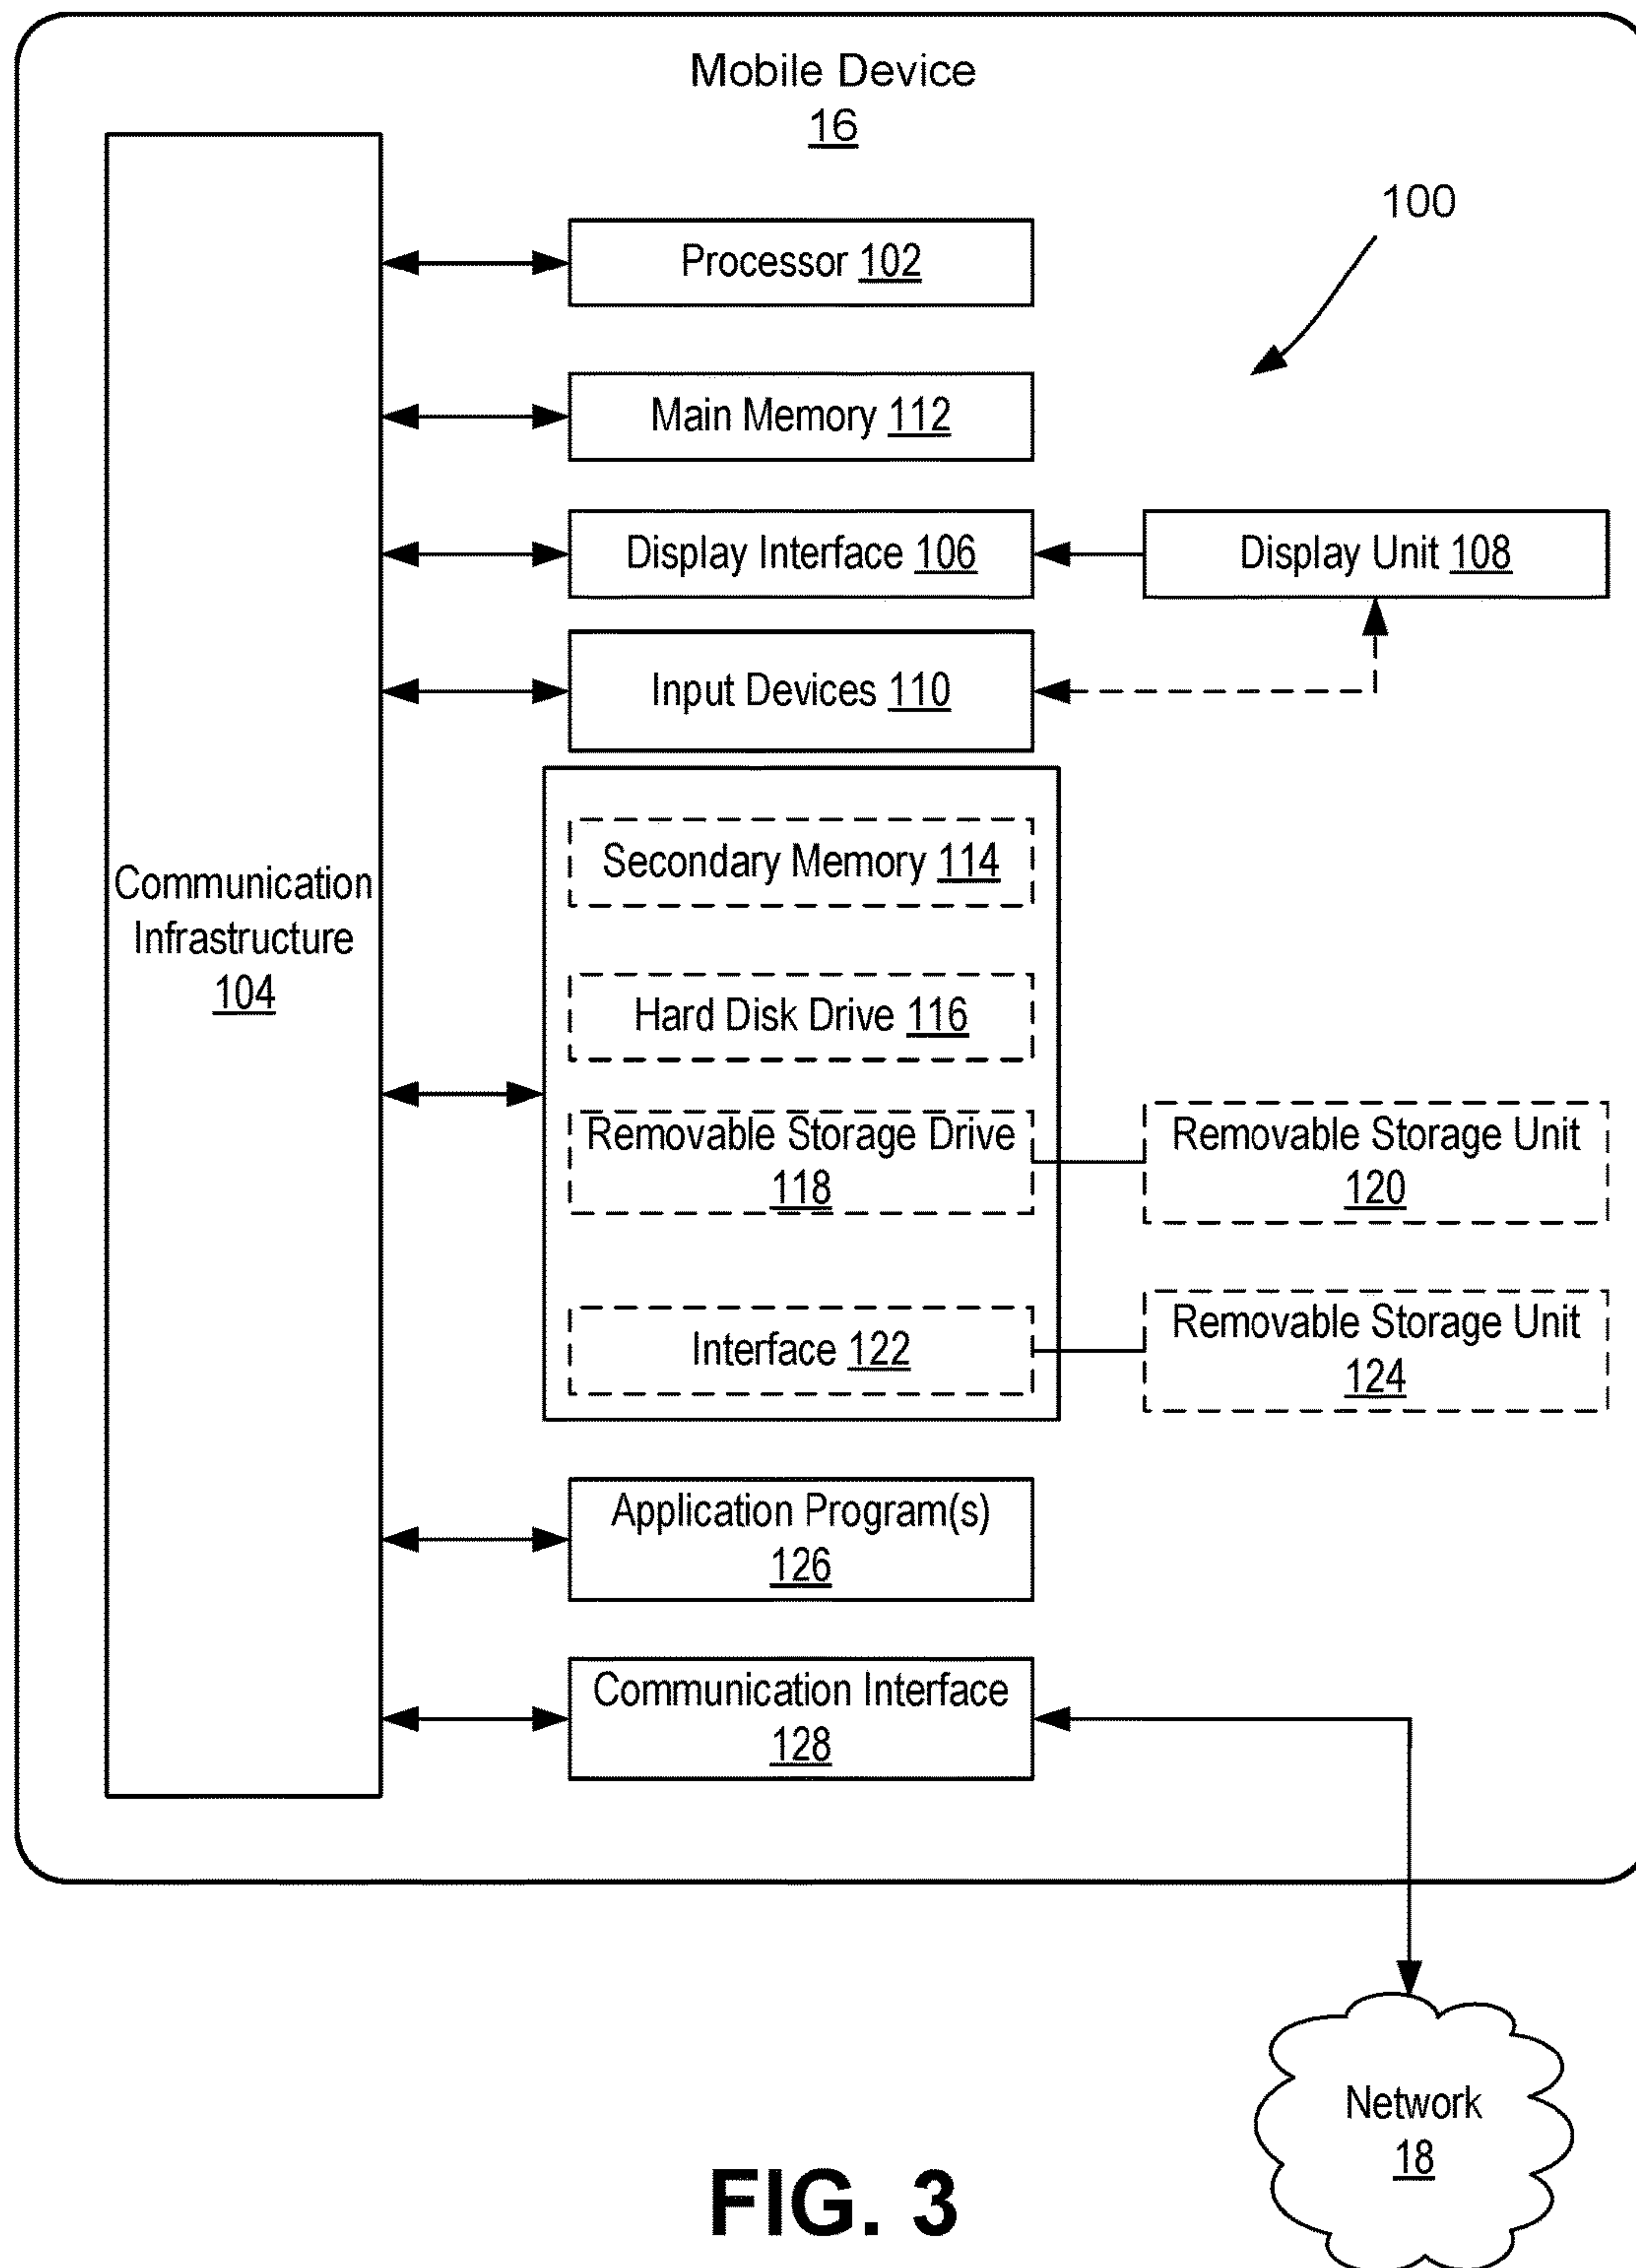 Mobile Device
16
100
Processor 102
Main Memory 112
Display Interface 106
Display Unit 108
Input Devices 110
Communication
Infrastructure
104
Secondary Memory 114
Hard Disk Drive 116
Removable Storage Drive
118
Removable Storage Unit
120
Interface 122
Removable Storage Unit
124
Application Program(s)
126
Communication Interface
128
Network
18
FIG. 3